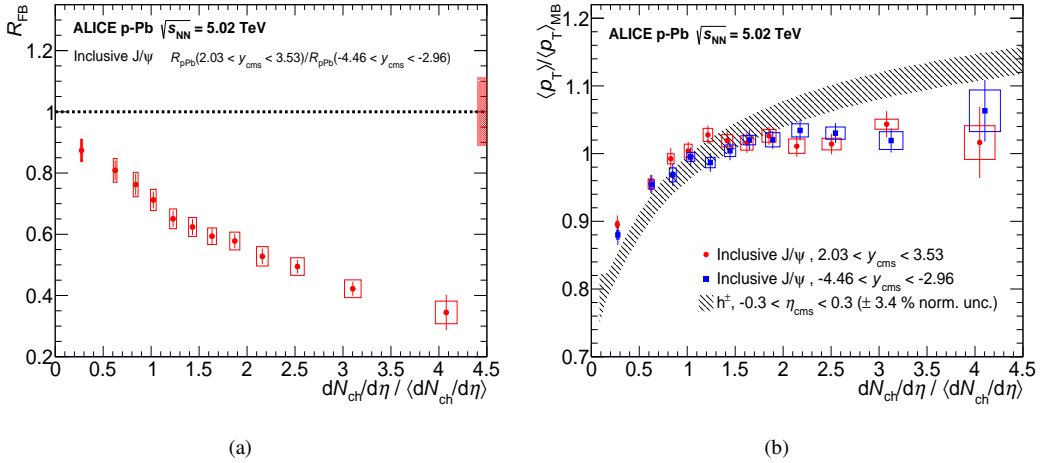 R_FB
ALICE p-Pb √s_NN = 5.02 TeV
Inclusive J/ψ R_pPb(2.03 < y_cms < 3.53)/R_pPb(-4.46 < y_cms < -2.96)
1.2
1
0.8
0.6
0.4
0.2
0 0.5 1 1.5 2 2.5 3 3.5 4 4.5
dN_ch/dη / ⟨dN_ch/dη⟩
(a)
⟨p_T⟩/⟨p_T⟩_MB
ALICE p-Pb √s_NN = 5.02 TeV
1.2
1.1
1.0
0.9
0.8
0.7
Inclusive J/ψ , 2.03 < y_cms < 3.53
Inclusive J/ψ , -4.46 < y_cms < -2.96
h±, -0.3 < η_cms < 0.3 (± 3.4 % norm. unc.)
0 0.5 1 1.5 2 2.5 3 3.5 4 4.5
dN_ch/dη / ⟨dN_ch/dη⟩
(b)